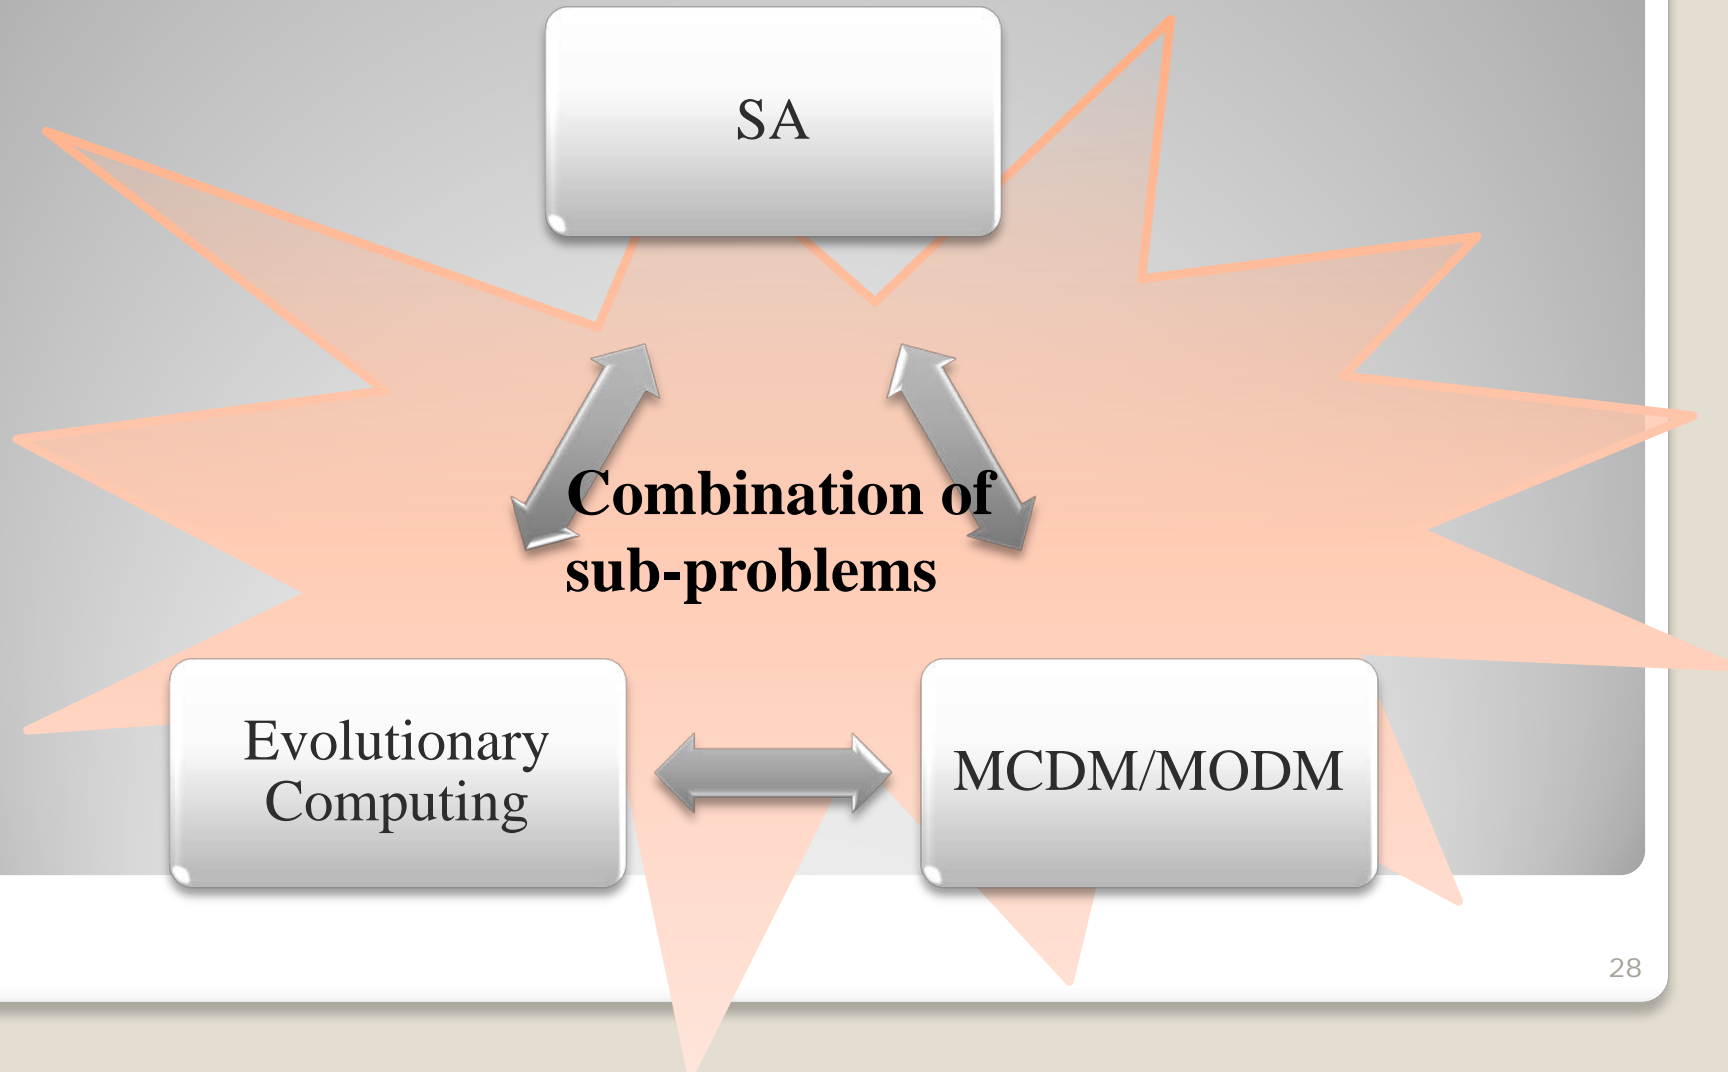 SA
Combination of
sub-problems
Evolutionary
Computing
MCDM/MODM
28